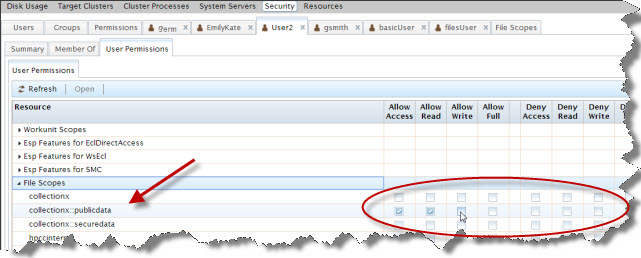 Disk Usage Target Clusters Cluster Processes System Servers Security Resources
Users Groups Permissions germ EmilyKate User2 gsmith basicUser filesUser File Scopes
Summary Member Of User Permissions
User Permissions
Refresh Open
Resource Allow Access Allow Read Allow Write Allow Full Deny Access Deny Read Deny Write
Workunit Scopes
Esp Features for EclDirectAccess
Esp Features for WsEcl
Esp Features for SMC
File Scopes
collectionx
collectionx::publicdata
collectionx::securedata